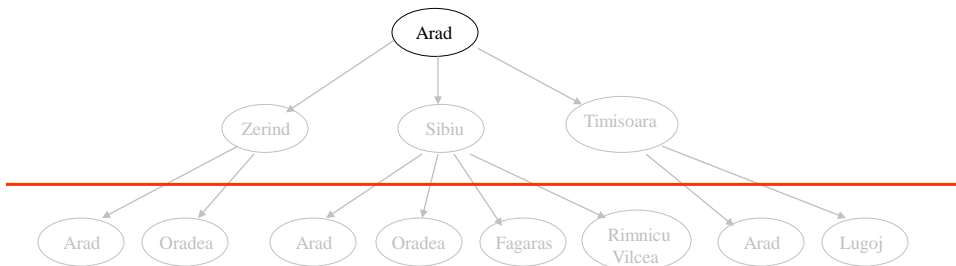 Arad
Zerind
Sibiu
Timisoara
Arad
Oradea
Arad
Oradea
Fagaras
Rimnicu
Vilcea
Arad
Lugoj